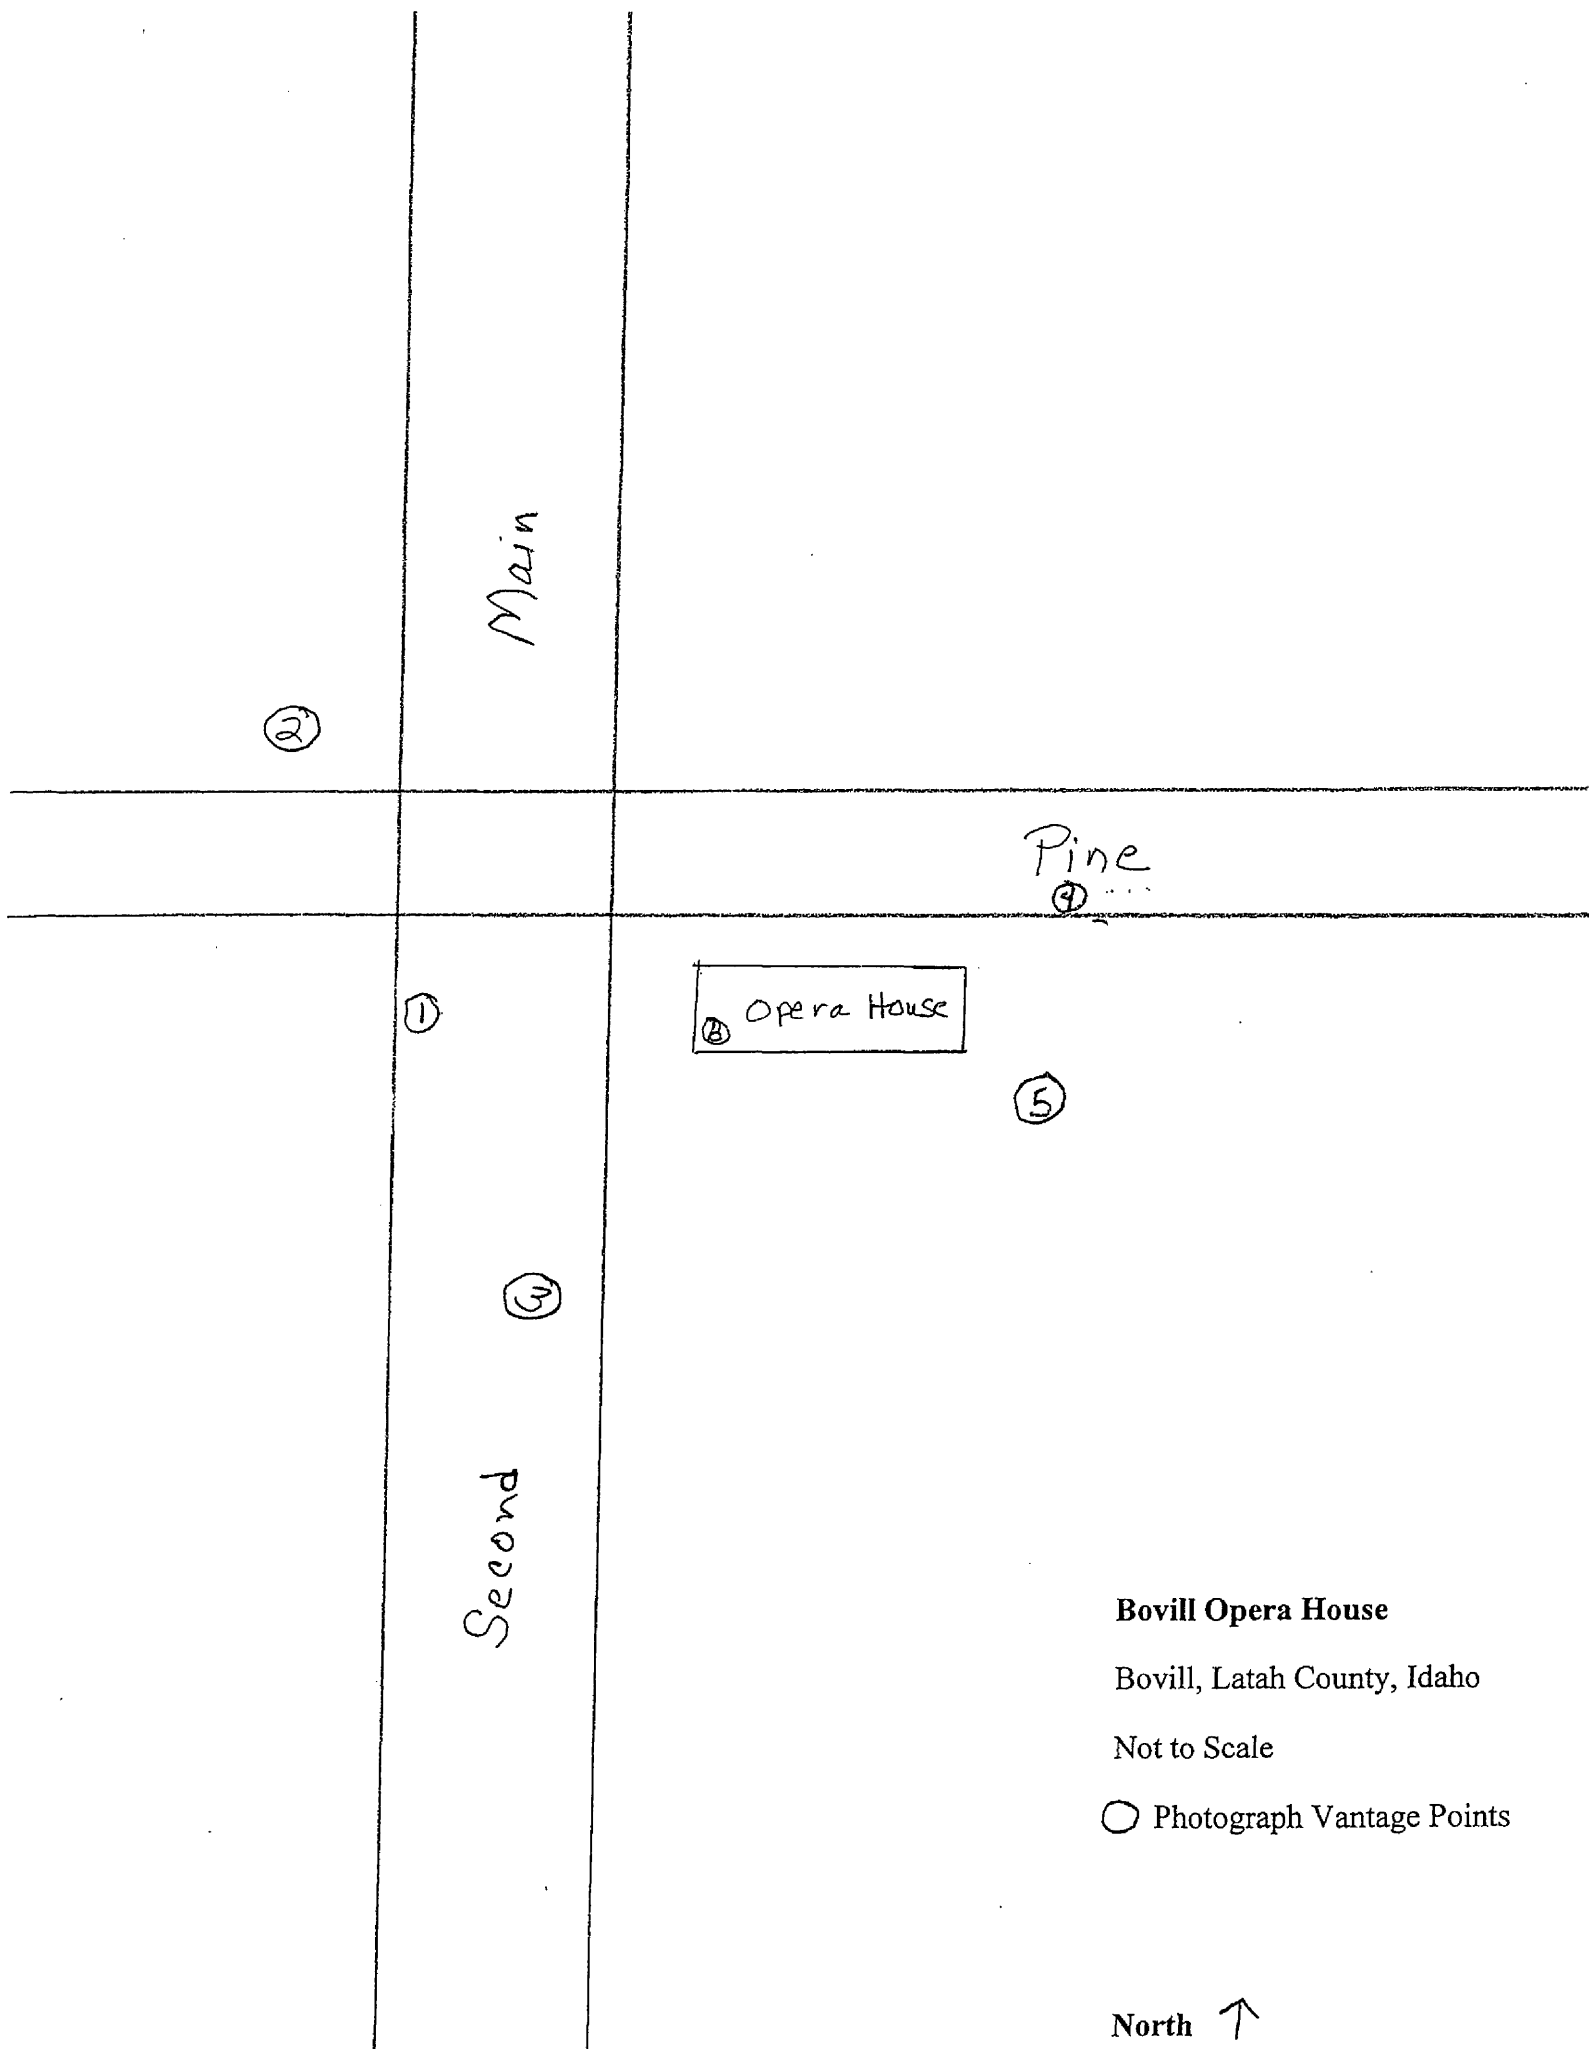 Main
2
Pine
4
1
Opera House
5
3
Second
Bovill Opera House
Bovill, Latah County, Idaho
Not to Scale
Photograph Vantage Points
North